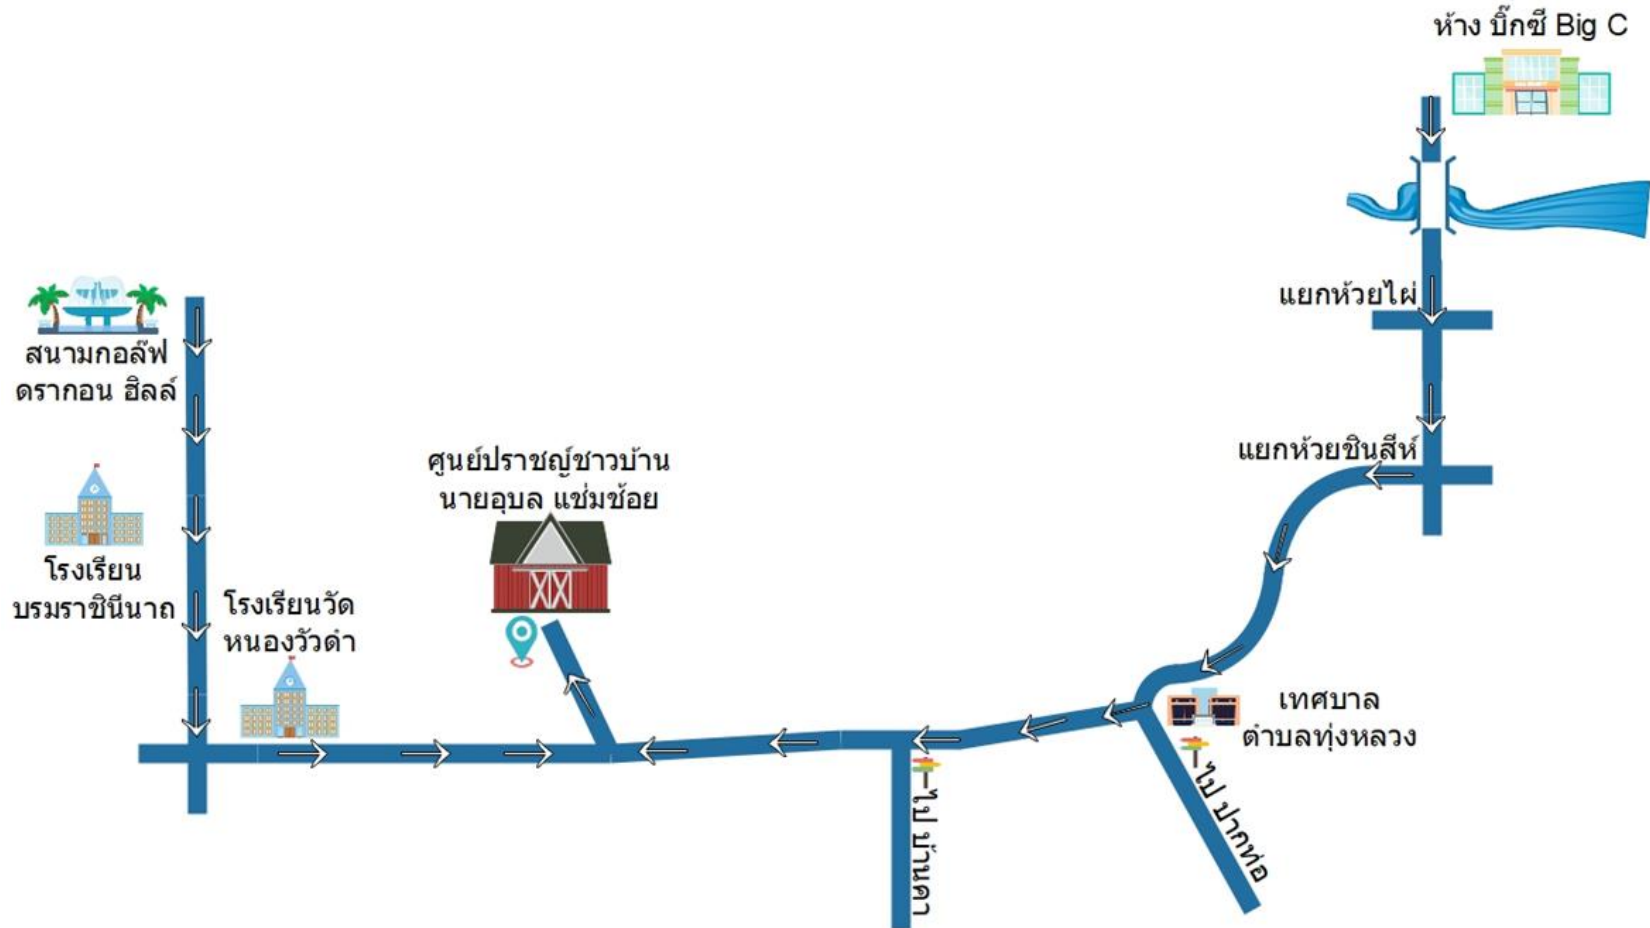 ห้าง บิ๊กซี Big C
แยกห้วยไผ่
สนามกอล๊ฟ
ดรากอน ฮิลล์
แยกห้วยชินสีห์
ศูนย์ปราชญ์ชาวบ้าน
นายอุบล แช่มช้อย
โรงเรียน
บรมราชินีนาถ
โรงเรียนวัด
หนองวัวดำ
เทศบาล
ตำบลทุ่งหลวง
ไป บ้านคา
ไป ปากท่อ